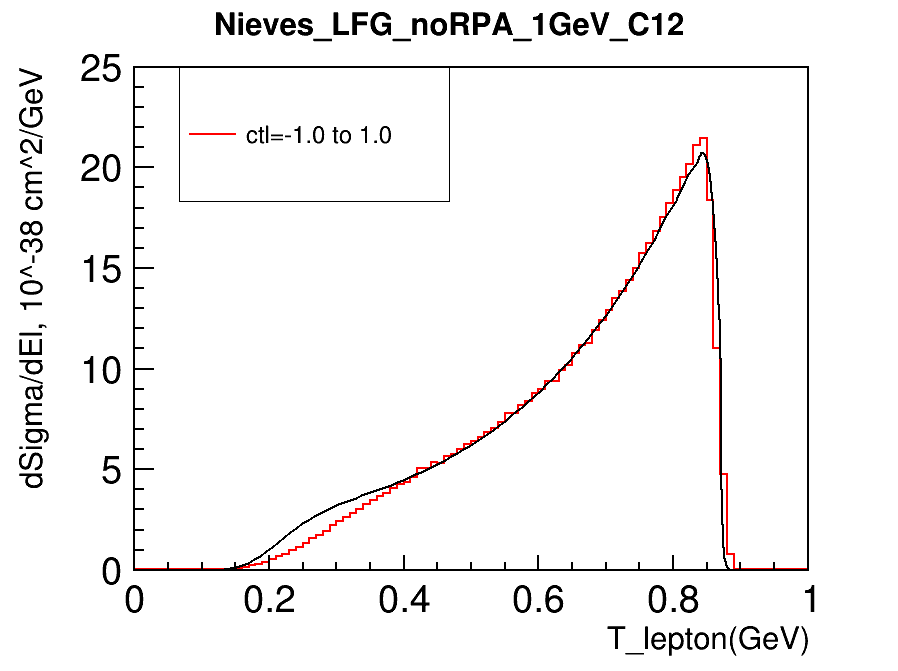 Nieves_LFG_noRPA_1GeV_C12
dSigma/dEl, 10^-38 cm^2/GeV
25
20
15
10
5
0
ctl=-1.0 to 1.0
0 0.2 0.4 0.6 0.8 1
T_lepton(GeV)